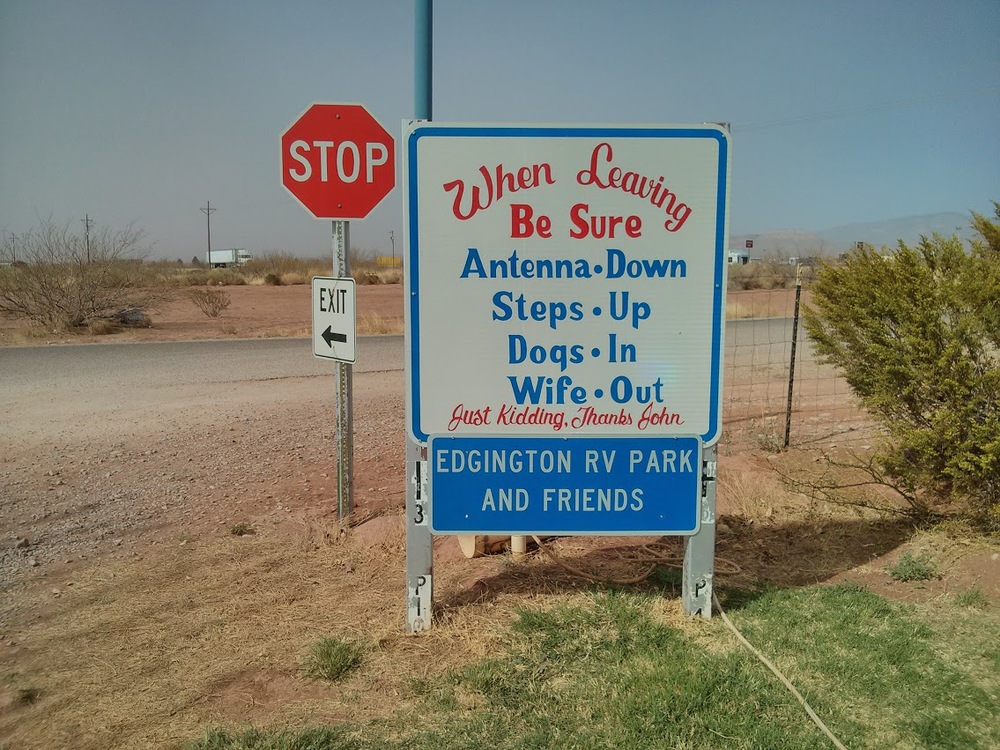 STOP
EXIT
When Leaving
Be Sure
Antenna•Down
Steps•Up
Dogs•In
Wife•Out
Just Kidding, Thanks John
EDGINGTON RV PARK
AND FRIENDS